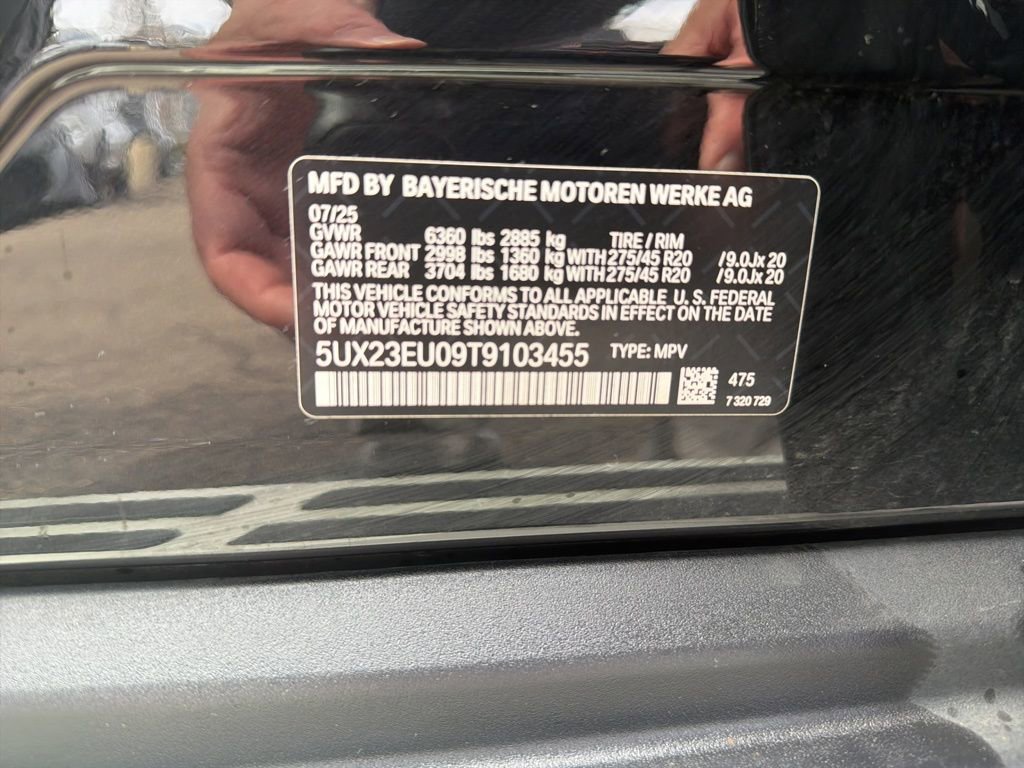 MFD BY BAYERISCHE MOTOREN WERKE AG
07/25
GVWR 6360 lbs 2885 kg TIRE / RIM
GAWR FRONT 2998 lbs 1360 kg WITH 275/45 R20 /9.0Jx 20
GAWR REAR 3704 lbs 1680 kg WITH 275/45 R20 /9.0Jx 20
THIS VEHICLE CONFORMS TO ALL APPLICABLE U. S. FEDERAL
MOTOR VEHICLE SAFETY STANDARDS IN EFFECT ON THE DATE
OF MANUFACTURE SHOWN ABOVE.
5UX23EU09T9103455 TYPE: MPV
475
7 320 729